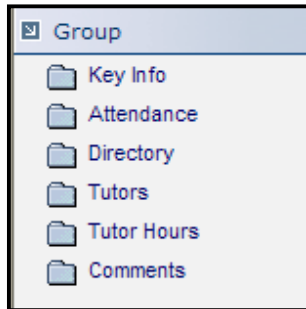 Group
Key Info
Attendance
Directory
Tutors
Tutor Hours
Comments